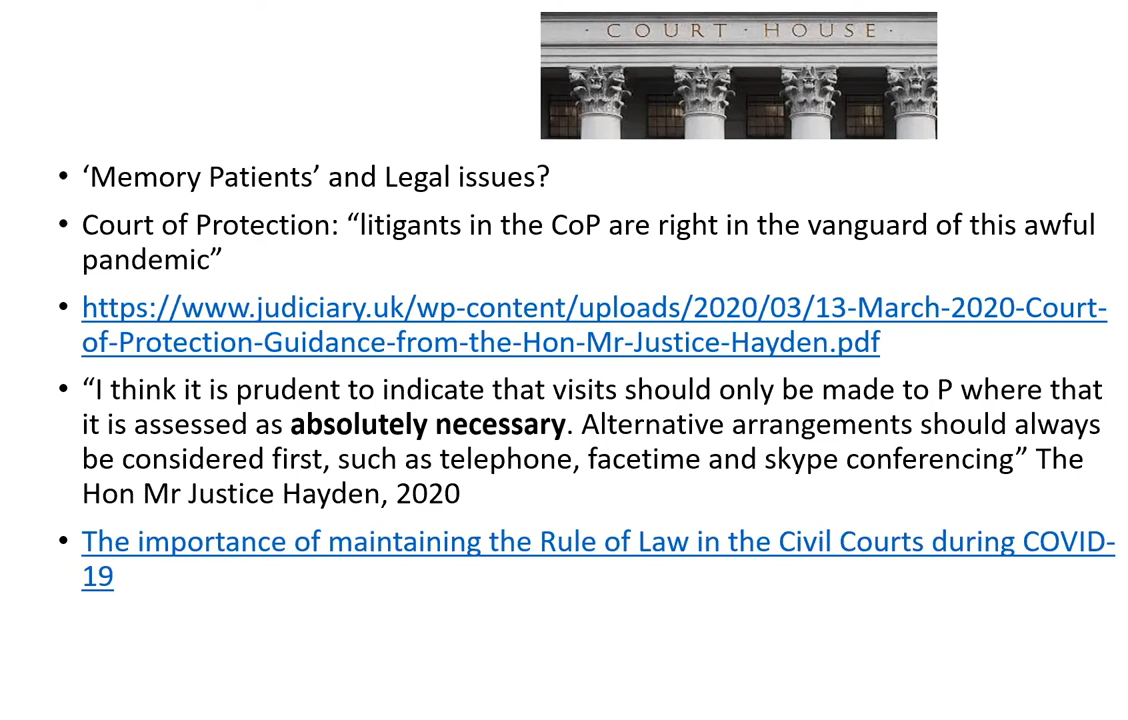 · COURT · HOUSE ·
• ‘Memory Patients’ and Legal issues?
• Court of Protection: “litigants in the CoP are right in the vanguard of this awful
pandemic”
• https://www.judiciary.uk/wp-content/uploads/2020/03/13-March-2020-Court-
of-Protection-Guidance-from-the-Hon-Mr-Justice-Hayden.pdf
• “I think it is prudent to indicate that visits should only be made to P where that
it is assessed as absolutely necessary. Alternative arrangements should always
be considered first, such as telephone, facetime and skype conferencing” The
Hon Mr Justice Hayden, 2020
• The importance of maintaining the Rule of Law in the Civil Courts during COVID-
19